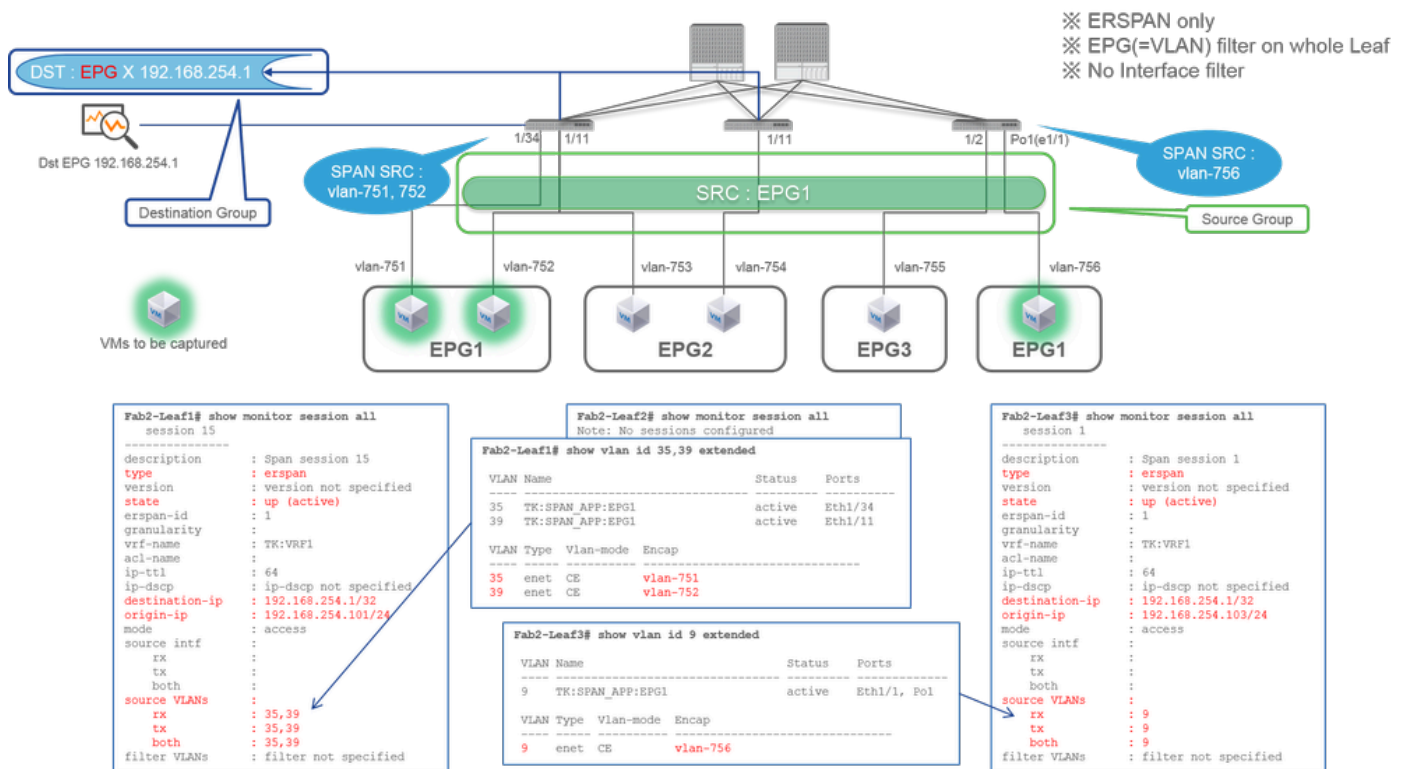 ※ ERSPAN only
※ EPG(=VLAN) filter on whole Leaf
※ No Interface filter
DST : EPG X 192.168.254.1
Dst EPG 192.168.254.1
Destination Group
1/34
1/11
1/11
1/2
Po1(e1/1)
SPAN SRC :
vlan-751, 752
SPAN SRC :
vlan-756
SRC : EPG1
Source Group
vlan-751
vlan-752
vlan-753
vlan-754
vlan-755
vlan-756
VM
VMs to be captured
VM
VM
EPG1
VM
VM
EPG2
VM
EPG3
VM
EPG1
Fab2-Leaf1# show monitor session all
session 15
---------------
description : Span session 15
type : erspan
version : version not specified
state : up (active)
erspan-id : 1
granularity :
vrf-name : TK:VRF1
acl-name :
ip-ttl : 64
ip-dscp : ip-dscp not specified
destination-ip : 192.168.254.1/32
origin-ip : 192.168.254.101/24
mode : access
source intf :
rx :
tx :
both :
source VLANs :
rx : 35,39
tx : 35,39
both : 35,39
filter VLANs : filter not specified
Fab2-Leaf2# show monitor session all
Note: No sessions configured
Fab2-Leaf1# show vlan id 35,39 extended
VLAN Name Status Ports
---- -------------------------------- --------- -----------
35 TK:SPAN_APP:EPG1 active Eth1/34
39 TK:SPAN_APP:EPG1 active Eth1/11
VLAN Type Vlan-mode Encap
---- ----- ---------- -------------------------------
35 enet CE vlan-751
39 enet CE vlan-752
Fab2-Leaf3# show vlan id 9 extended
VLAN Name Status Ports
---- -------------------------------- --------- -------------
9 TK:SPAN_APP:EPG1 active Eth1/1, Po1
VLAN Type Vlan-mode Encap
---- ----- ---------- -------------------------------
9 enet CE vlan-756
Fab2-Leaf3# show monitor session all
session 1
---------------
description : Span session 1
type : erspan
version : version not specified
state : up (active)
erspan-id : 1
granularity :
vrf-name : TK:VRF1
acl-name :
ip-ttl : 64
ip-dscp : ip-dscp not specified
destination-ip : 192.168.254.1/32
origin-ip : 192.168.254.103/24
mode : access
source intf :
rx :
tx :
both :
source VLANs :
rx : 9
tx : 9
both : 9
filter VLANs : filter not specified